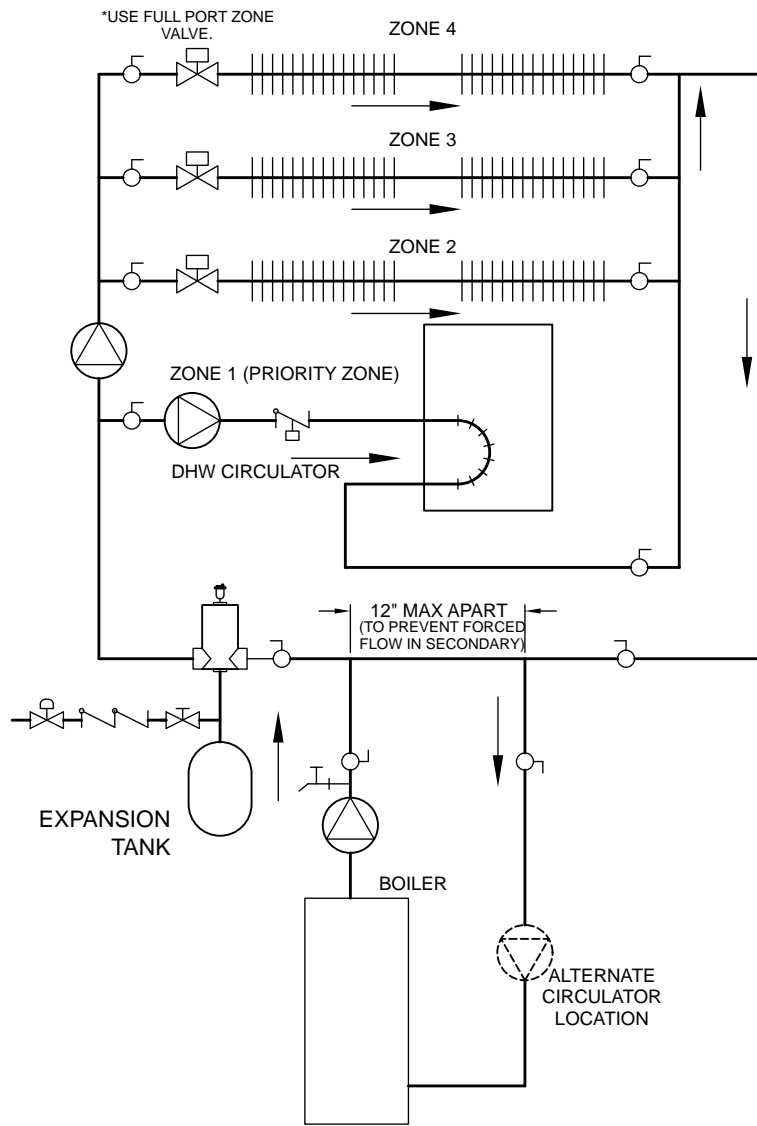 *USE FULL PORT ZONE
VALVE.
ZONE 4
ZONE 3
ZONE 2
ZONE 1 (PRIORITY ZONE)
DHW CIRCULATOR
12" MAX APART
(TO PREVENT FORCED
FLOW IN SECONDARY)
EXPANSION
TANK
BOILER
ALTERNATE
CIRCULATOR
LOCATION